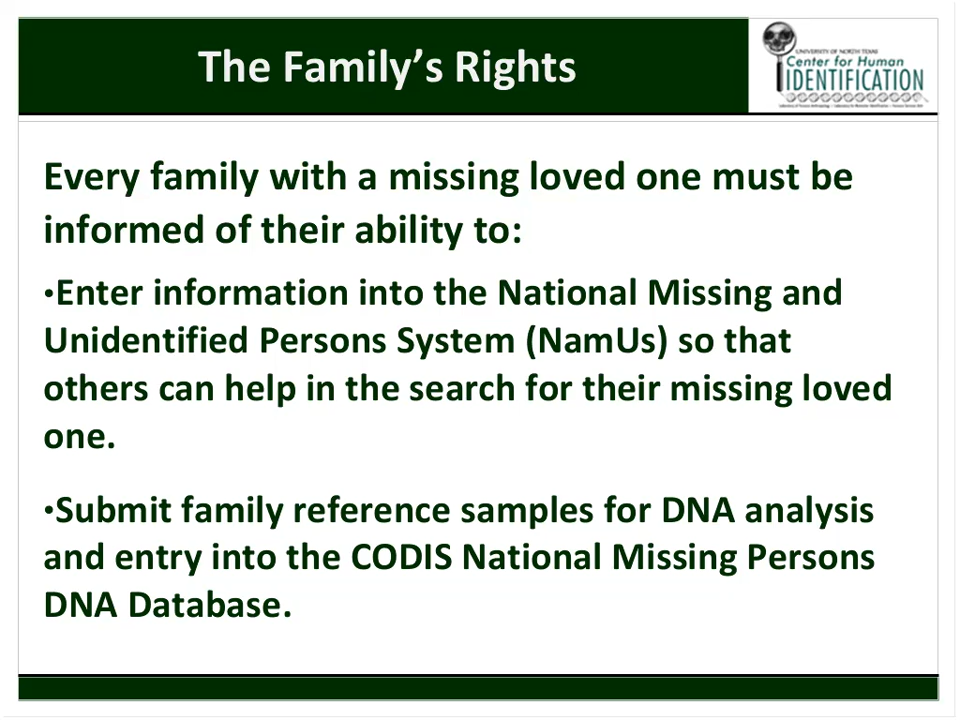 The Family’s Rights
UNIVERSITY OF NORTH TEXAS
Center for Human
IDENTIFICATION
Every family with a missing loved one must be
informed of their ability to:
•Enter information into the National Missing and
Unidentified Persons System (NamUs) so that
others can help in the search for their missing loved
one.
•Submit family reference samples for DNA analysis
and entry into the CODIS National Missing Persons
DNA Database.